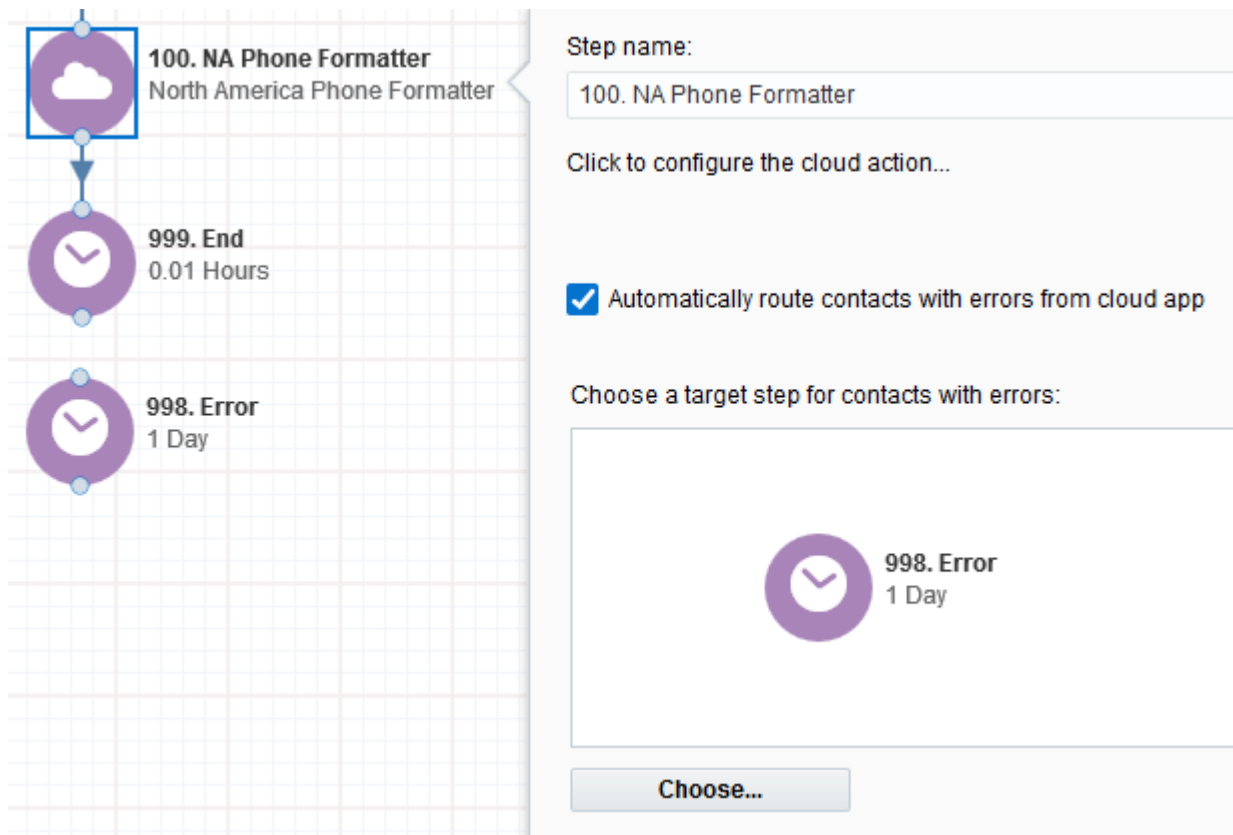 100. NA Phone Formatter
North America Phone Formatter
999. End
0.01 Hours
998. Error
1 Day
Step name:
100. NA Phone Formatter
Click to configure the cloud action...
Automatically route contacts with errors from cloud app
Choose a target step for contacts with errors:
998. Error
1 Day
Choose...